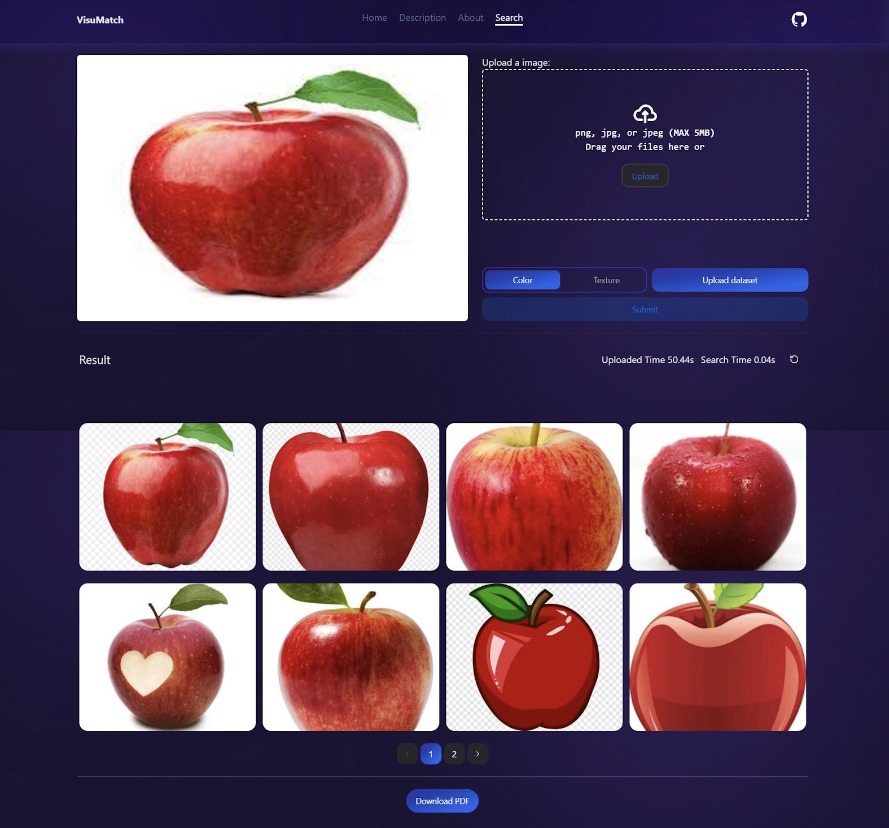 VisuMatch
Home Description About Search
Upload a image:
png, jpg, or jpeg (MAX 5MB)
Drag your files here or
Upload
Color Texture Upload dataset
Submit
Result
Uploaded Time 50.44s Search Time 0.04s
1 2
Download PDF